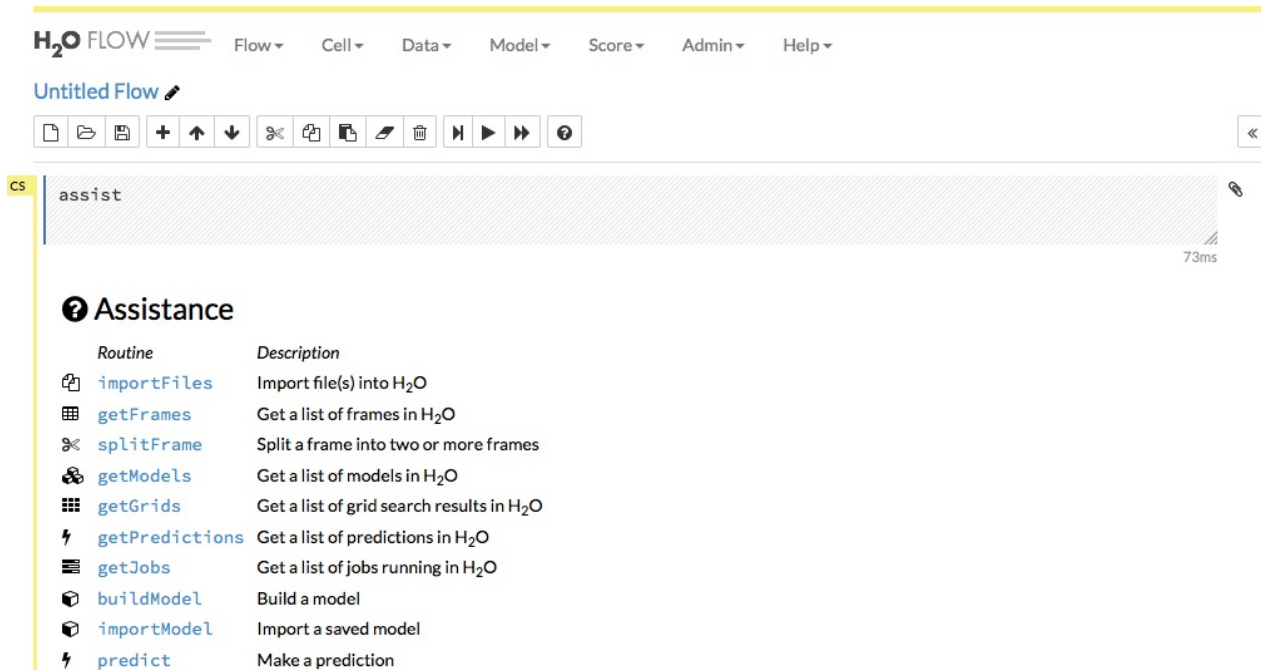 H2O FLOW Flow Cell Data Model Score Admin Help
Untitled Flow
CS
assist
73ms
Assistance
Routine Description
importFiles Import file(s) into H2O
getFrames Get a list of frames in H2O
splitFrame Split a frame into two or more frames
getModels Get a list of models in H2O
getGrids Get a list of grid search results in H2O
getPredictions Get a list of predictions in H2O
getJobs Get a list of jobs running in H2O
buildModel Build a model
importModel Import a saved model
predict Make a prediction